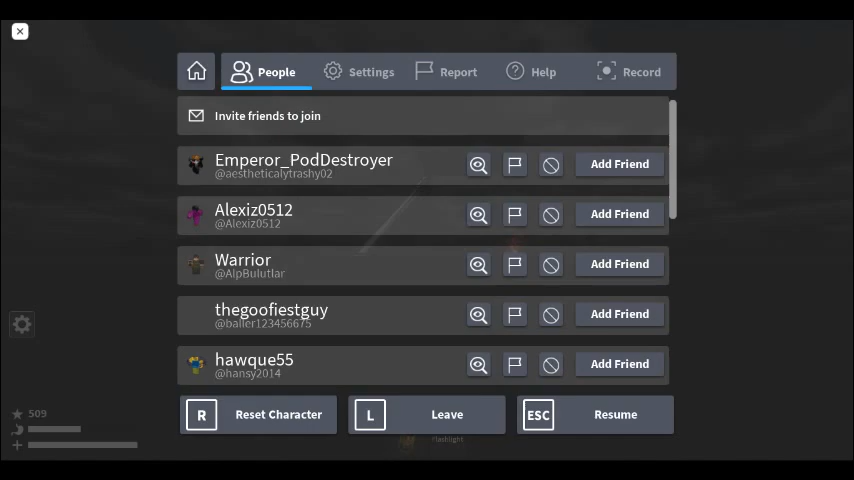 People Settings Report Help Record
Invite friends to join
Emperor_PodDestroyer
@aestheticalytrashy02
Add Friend
Alexiz0512
@Alexiz0512
Add Friend
Warrior
@AlpBulutlar
Add Friend
thegoofiestguy
@baller123456675
Add Friend
hawque55
@hansy2014
Add Friend
R Reset Character L Leave ESC Resume
509
Flashlight